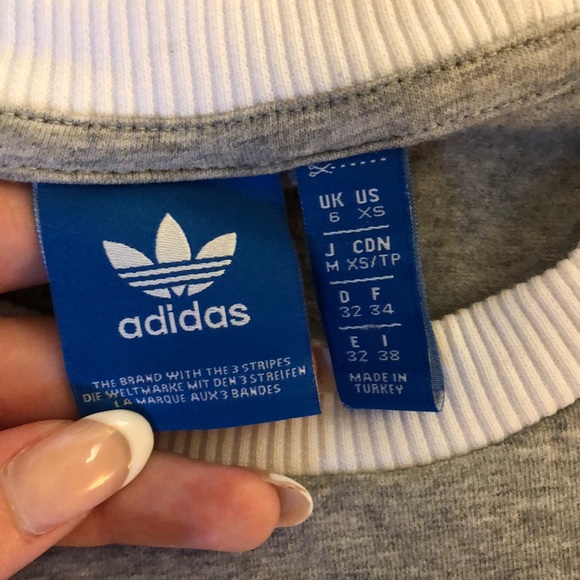 adidas
THE BRAND WITH THE 3 STRIPES
DIE WELTMARKE MIT DEN 3 STREIFEN
LA MARQUE AUX 3 BANDES
UK US
6 XS
J CDN
M XS/TP
D F
32 34
E I
32 38
MADE IN
TURKEY